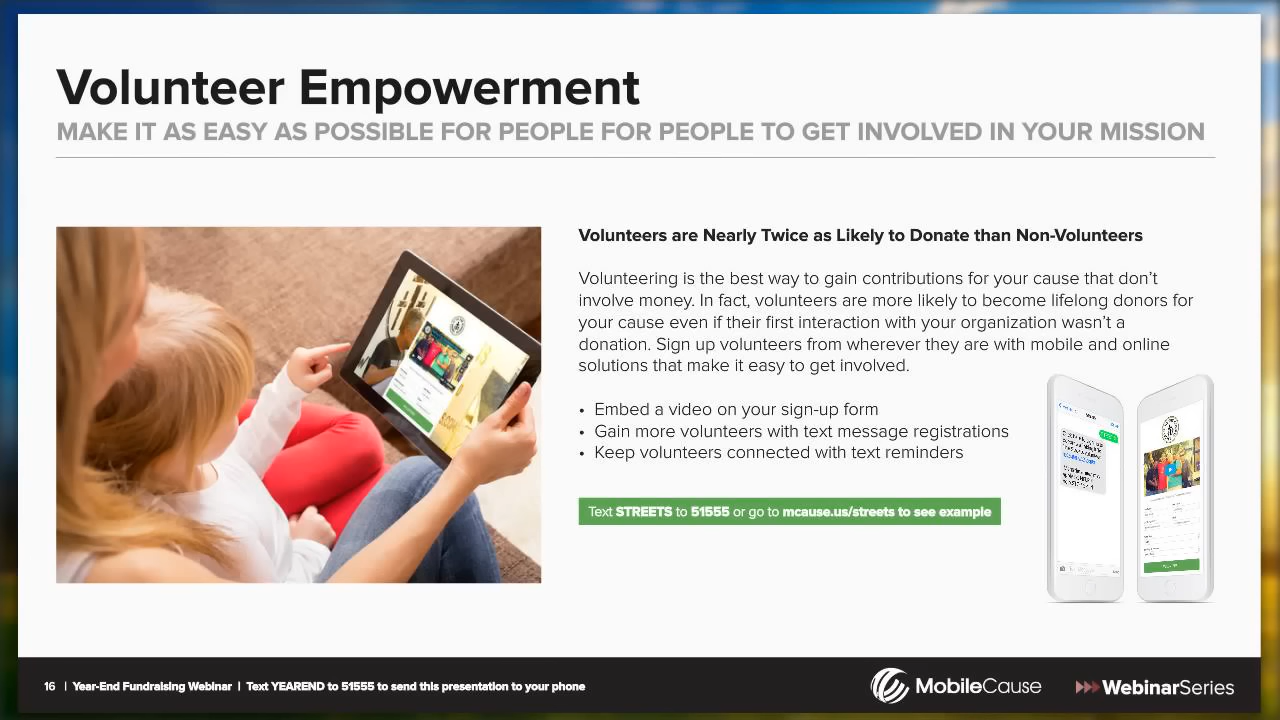 Volunteer Empowerment
MAKE IT AS EASY AS POSSIBLE FOR PEOPLE FOR PEOPLE TO GET INVOLVED IN YOUR MISSION
Volunteers are Nearly Twice as Likely to Donate than Non-Volunteers
Volunteering is the best way to gain contributions for your cause that don't
involve money. In fact, volunteers are more likely to become lifelong donors for
your cause even if their first interaction with your organization wasn't a
donation. Sign up volunteers from wherever they are with mobile and online
solutions that make it easy to get involved.
• Embed a video on your sign-up form
• Gain more volunteers with text message registrations
• Keep volunteers connected with text reminders
Text STREETS to 51555 or go to mcause.us/streets to see example
16 | Year-End Fundraising Webinar | Text YEAREND to 51555 to send this presentation to your phone
MobileCause
WebinarSeries